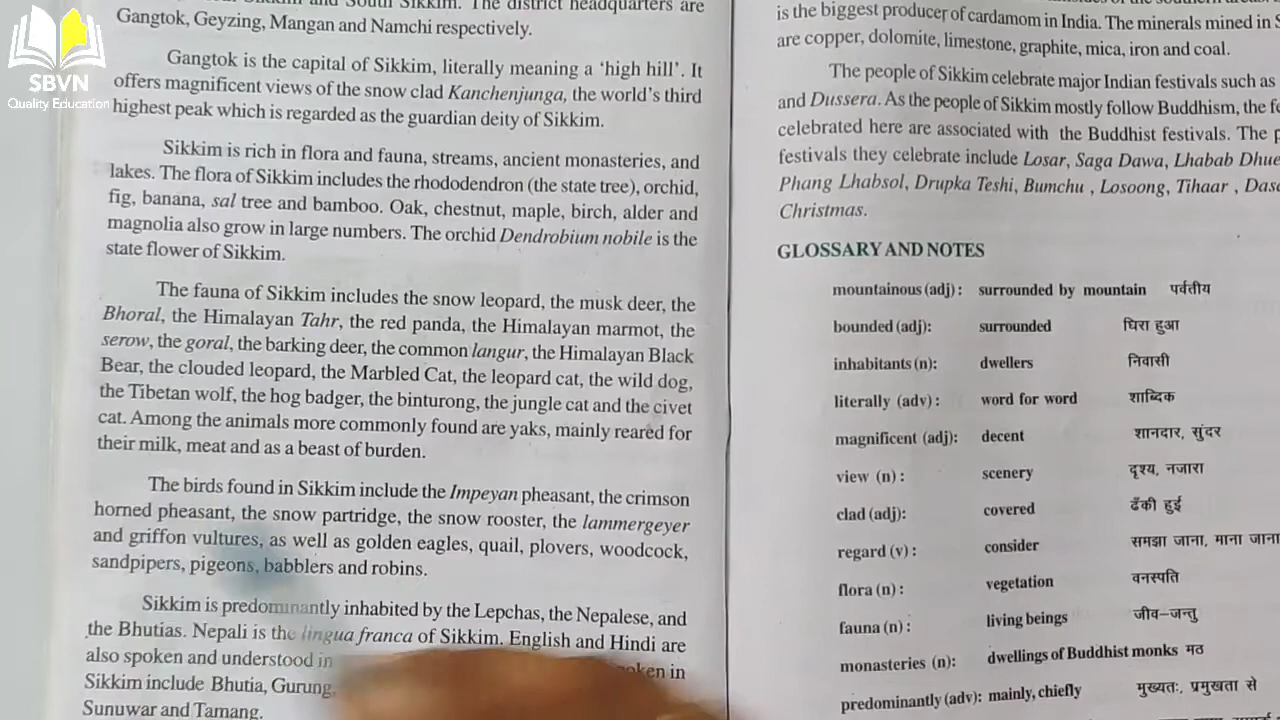 SBVN
Quality Education
Gangtok, Geyzing, Mangan and Namchi respectively.
Gangtok is the capital of Sikkim, literally meaning a ‘high hill’. It
offers magnificent views of the snow clad Kanchenjunga, the world’s third
highest peak which is regarded as the guardian deity of Sikkim.
Sikkim is rich in flora and fauna, streams, ancient monasteries, and
lakes. The flora of Sikkim includes the rhododendron (the state tree), orchid,
fig, banana, sal tree and bamboo. Oak, chestnut, maple, birch, alder and
magnolia also grow in large numbers. The orchid Dendrobium nobile is the
state flower of Sikkim.
The fauna of Sikkim includes the snow leopard, the musk deer, the
Bhoral, the Himalayan Tahr, the red panda, the Himalayan marmot, the
serow, the goral, the barking deer, the common langur, the Himalayan Black
Bear, the clouded leopard, the Marbled Cat, the leopard cat, the wild dog,
the Tibetan wolf, the hog badger, the binturong, the jungle cat and the civet
cat. Among the animals more commonly found are yaks, mainly reared for
their milk, meat and as a beast of burden.
The birds found in Sikkim include the Impeyan pheasant, the crimson
horned pheasant, the snow partridge, the snow rooster, the lammergeyer
and griffon vultures, as well as golden eagles, quail, plovers, woodcock,
sandpipers, pigeons, babblers and robins.
Sikkim is predominantly inhabited by the Lepchas, the Nepalese, and
the Bhutias. Nepali is the lingua franca of Sikkim. English and Hindi are
also spoken and understood in
Sikkim include Bhutia, Gurung,
Sunuwar and Tamang.
is the biggest producer of cardamom in India. The minerals mined in
are copper, dolomite, limestone, graphite, mica, iron and coal.
The people of Sikkim celebrate major Indian festivals such as
and Dussera. As the people of Sikkim mostly follow Buddhism, the
celebrated here are associated with the Buddhist festivals. The
festivals they celebrate include Losar, Saga Dawa, Lhabab
Phang Lhabsol, Drupka Teshi, Bumchu , Losoong, Tihaar ,
Christmas.
GLOSSARY AND NOTES
mountainous (adj) : surrounded by mountain पर्वतीय
bounded (adj): surrounded घिरा हुआ
inhabitants (n): dwellers निवासी
literally (adv) : word for word शाब्दिक
magnificent (adj): decent शानदार, सुंदर
view (n) : scenery दृश्य, नजारा
clad (adj): covered ढँकी हुई
regard (v) : consider समझा जाना, माना जाना
flora (n) : vegetation वनस्पति
fauna (n) : living beings जीव-जन्तु
monasteries (n): dwellings of Buddhist monks मठ
predominantly (adv): mainly, chiefly मुख्यतः, प्रमुखता से